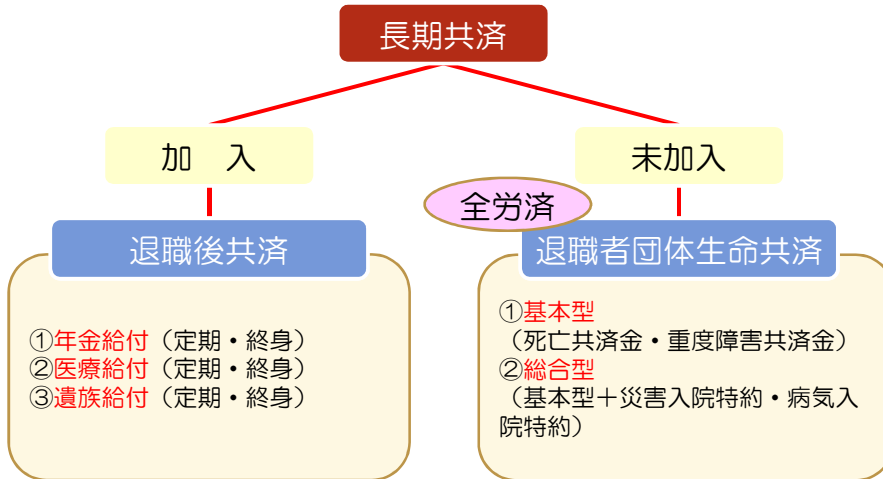 長期共済
加　入
未加入
全労済
退職後共済
退職者団体生命共済
①年金給付（定期・終身）
②医療給付（定期・終身）
③遺族給付（定期・終身）
①基本型
（死亡共済金・重度障害共済金）
②総合型
（基本型＋災害入院特約・病気入
院特約）